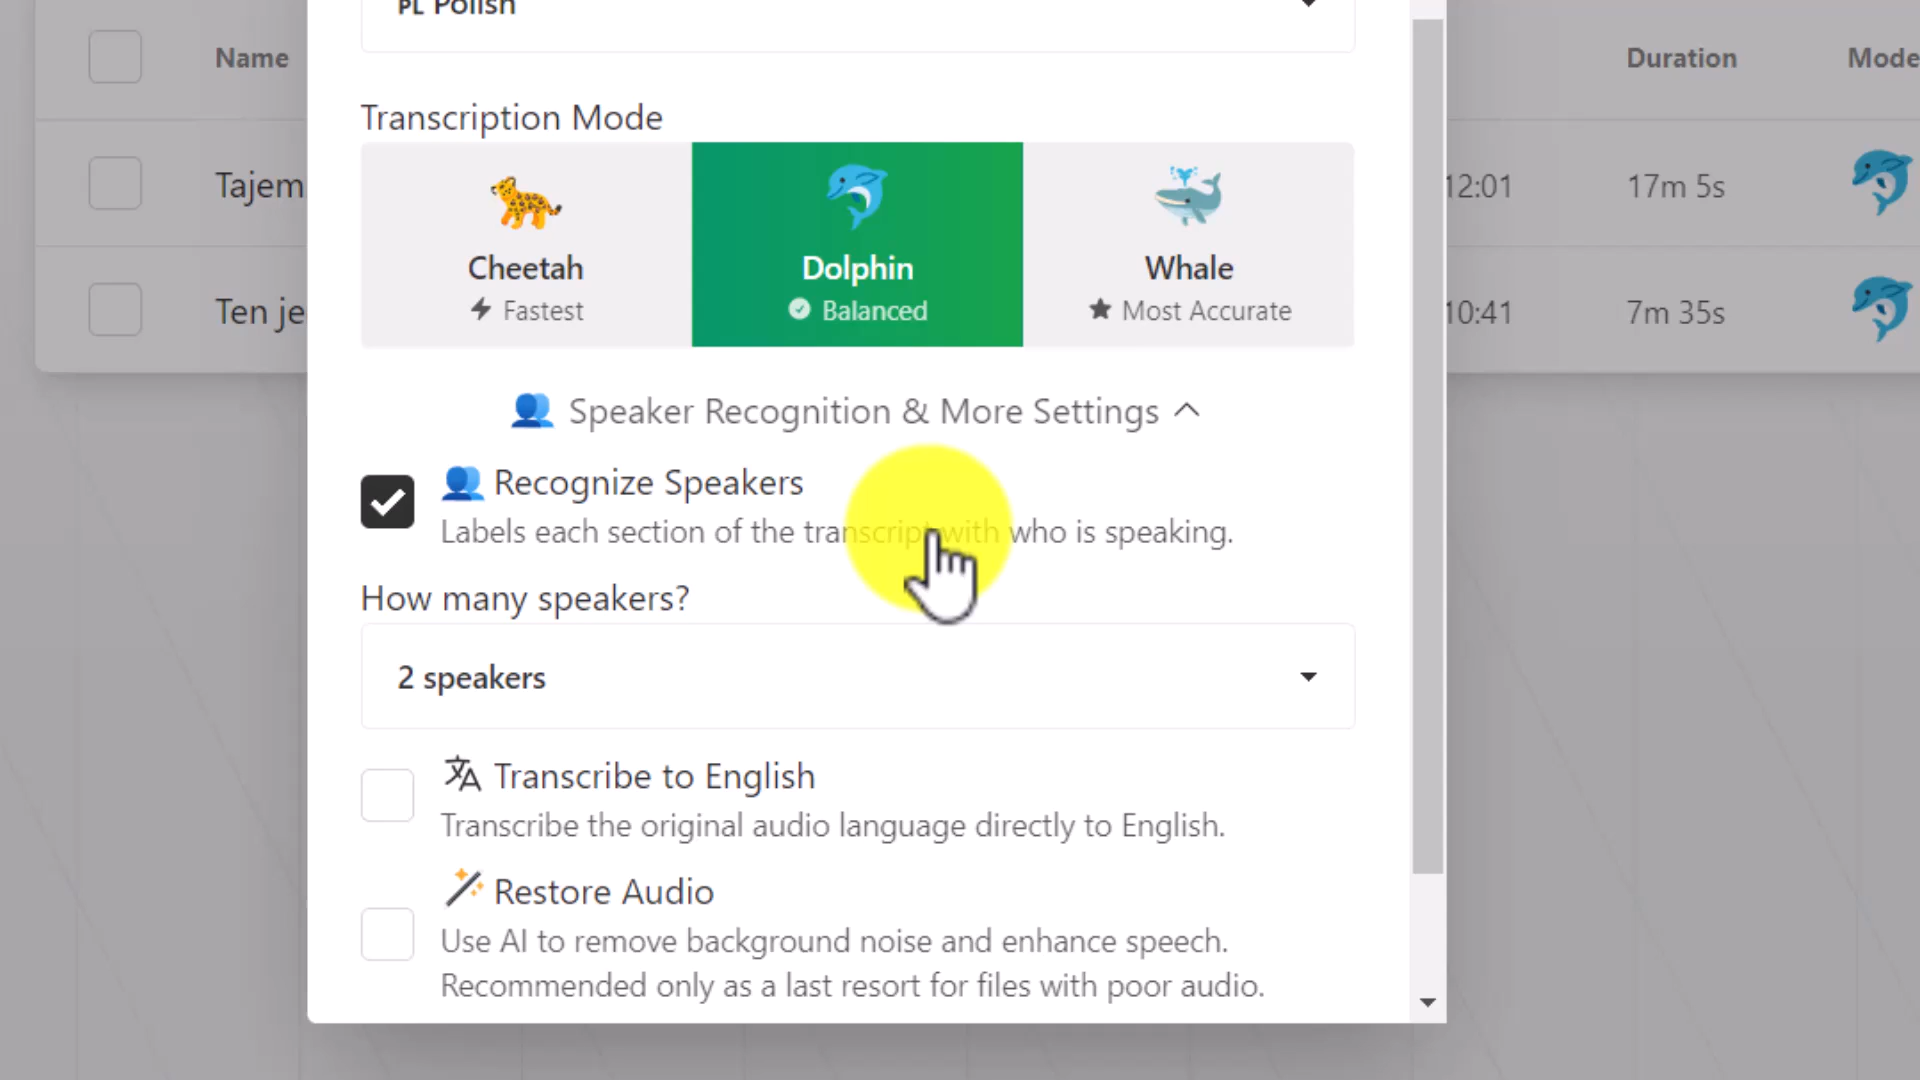 PL Polish
Name
Duration
Mode
Transcription Mode
Cheetah
Fastest
Dolphin
Balanced
Whale
Most Accurate
Tajem
12:01
17m 5s
Ten je
10:41
7m 35s
Speaker Recognition & More Settings
Recognize Speakers
Labels each section of the transcript with who is speaking.
How many speakers?
2 speakers
Transcribe to English
Transcribe the original audio language directly to English.
Restore Audio
Use AI to remove background noise and enhance speech.
Recommended only as a last resort for files with poor audio.